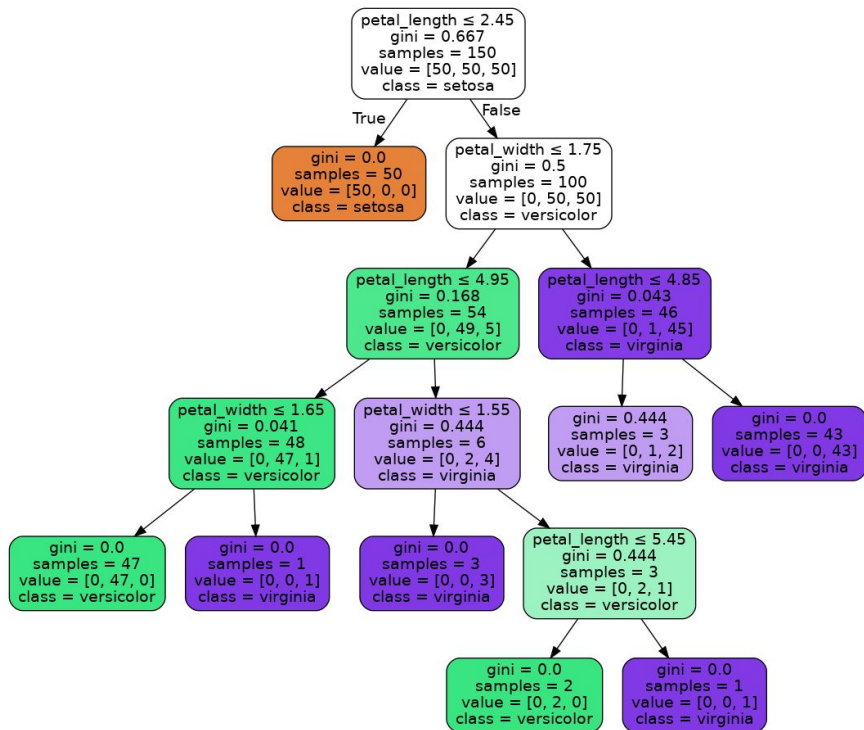 petal_length ≤ 2.45
gini = 0.667
samples = 150
value = [50, 50, 50]
class = setosa
True
False
gini = 0.0
samples = 50
value = [50, 0, 0]
class = setosa
petal_width ≤ 1.75
gini = 0.5
samples = 100
value = [0, 50, 50]
class = versicolor
petal_length ≤ 4.95
gini = 0.168
samples = 54
value = [0, 49, 5]
class = versicolor
petal_length ≤ 4.85
gini = 0.043
samples = 46
value = [0, 1, 45]
class = virginia
petal_width ≤ 1.65
gini = 0.041
samples = 48
value = [0, 47, 1]
class = versicolor
petal_width ≤ 1.55
gini = 0.444
samples = 6
value = [0, 2, 4]
class = virginia
gini = 0.444
samples = 3
value = [0, 1, 2]
class = virginia
gini = 0.0
samples = 43
value = [0, 0, 43]
class = virginia
gini = 0.0
samples = 47
value = [0, 47, 0]
class = versicolor
gini = 0.0
samples = 1
value = [0, 0, 1]
class = virginia
gini = 0.0
samples = 3
value = [0, 0, 3]
class = virginia
petal_length ≤ 5.45
gini = 0.444
samples = 3
value = [0, 2, 1]
class = versicolor
gini = 0.0
samples = 2
value = [0, 2, 0]
class = versicolor
gini = 0.0
samples = 1
value = [0, 0, 1]
class = virginia